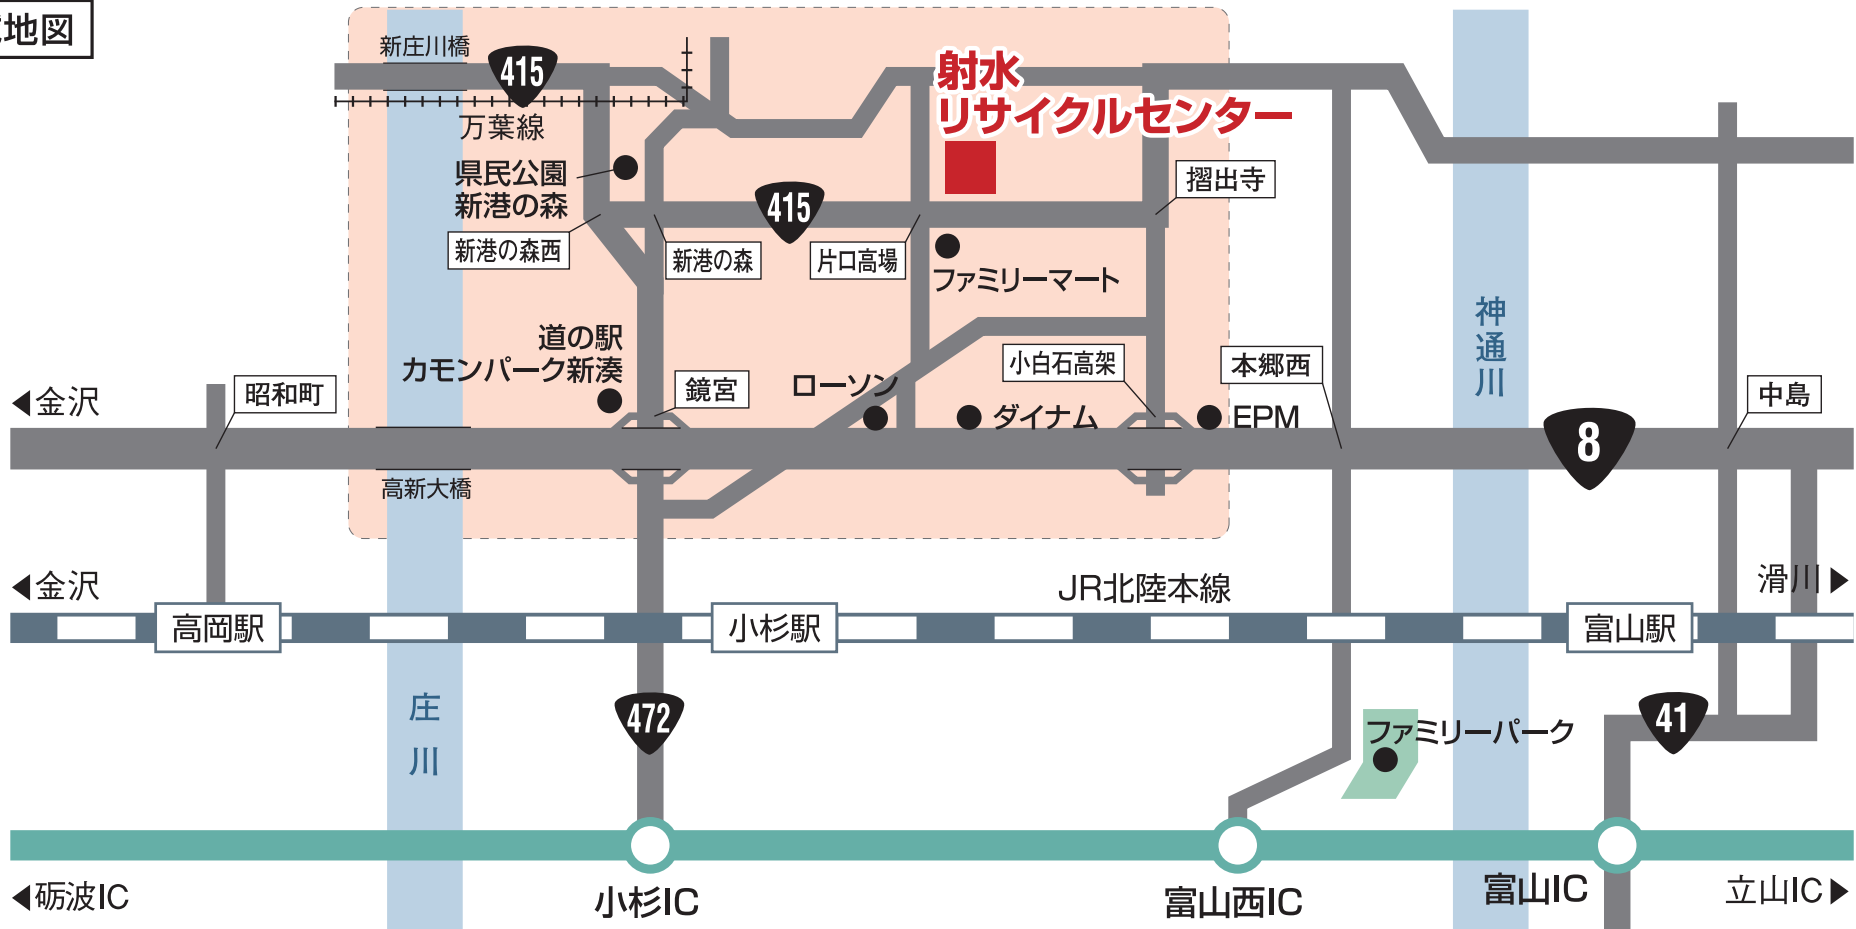 地図
新庄川橋
415
万葉線
射水
リサイクルセンター
県民公園
新港の森
415
摺出寺
新港の森西
新港の森
片口高場
ファミリーマート
神通川
道の駅
カモンパーク新湊
鏡宮
ローソン
小白石高架
本郷西
金沢
昭和町
ダイナム
EPM
8
中島
高新大橋
金沢
JR北陸本線
滑川
高岡駅
小杉駅
富山駅
庄川
472
ファミリーパーク
41
砺波IC
小杉IC
富山西IC
富山IC
立山IC